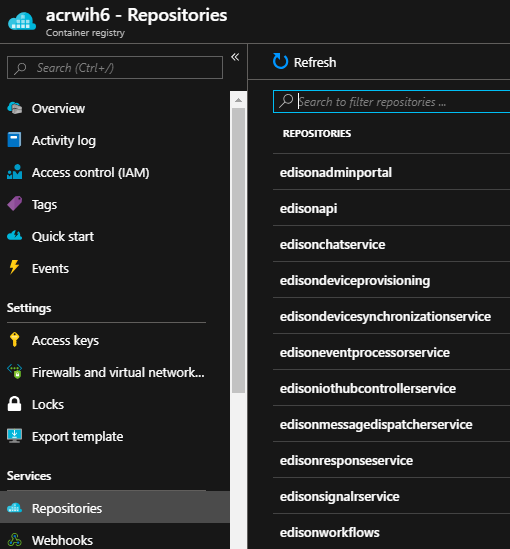 acrwih6 - Repositories
Container registry
Search (Ctrl+/)
«
Overview
Activity log
Access control (IAM)
Tags
Quick start
Events
Settings
Access keys
Firewalls and virtual network...
Locks
Export template
Services
Repositories
Webhooks
Refresh
Search to filter repositories ...
REPOSITORIES
edisonadminportal
edisonapi
edisonchatservice
edisondeviceprovisioning
edisondevicesynchronizationservice
edisoneventprocessorservice
edisoniothubcontrollerservice
edisonmessagedispatcherservice
edisonresponseservice
edisonsignalrservice
edisonworkflows